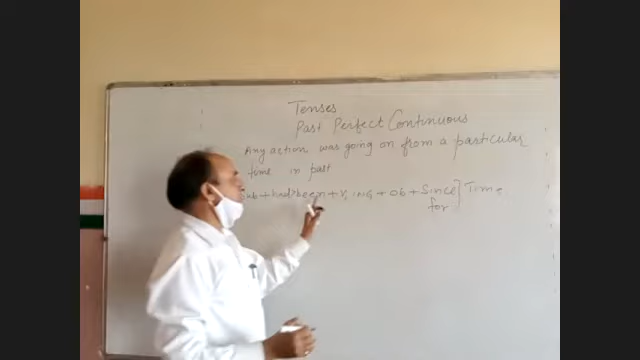 Tenses
Past Perfect Continuous
Any action was going on from a particular
time in past
Sub + had been + V₁ ing + Ob + Since] Time
for